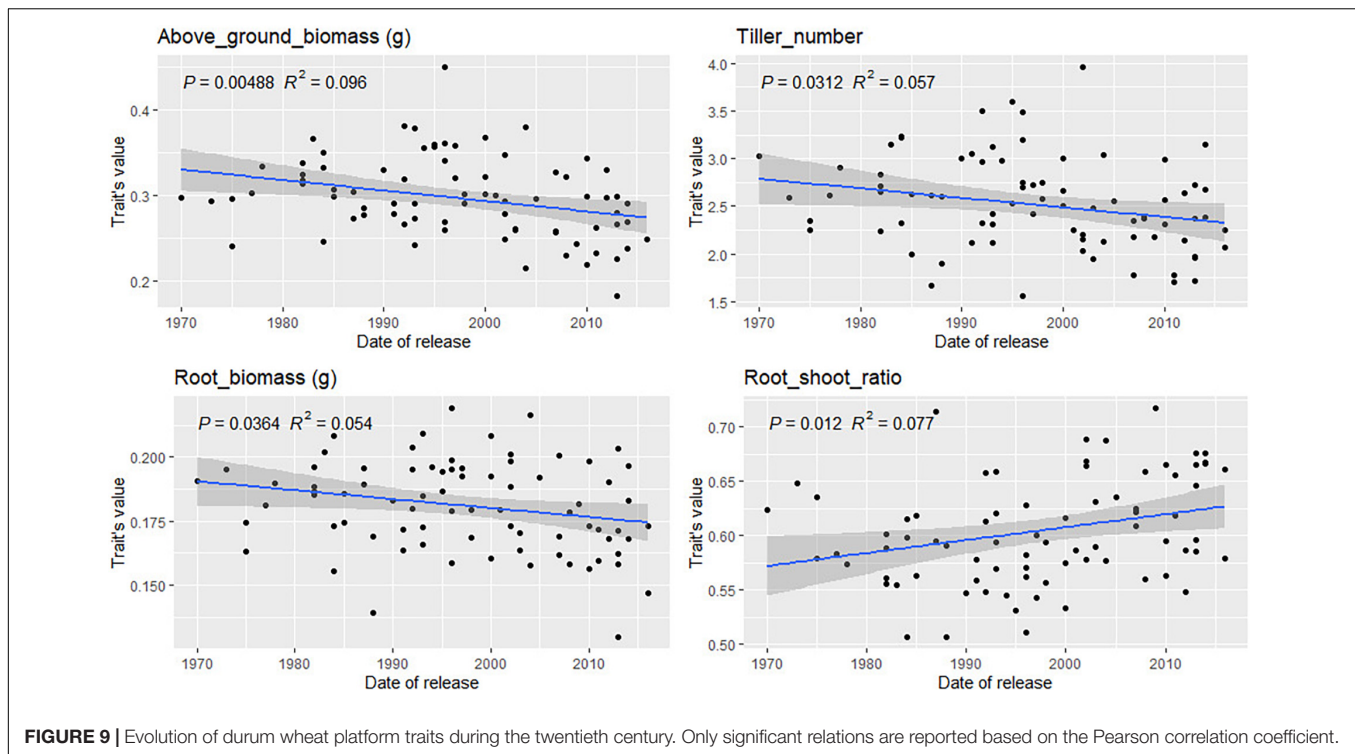 Above_ground_biomass (g)
P = 0.00488 R² = 0.096
Trait's value
0.4
0.3
0.2
1970 1980 1990 2000 2010
Date of release
Tiller_number
P = 0.0312 R² = 0.057
Trait's value
4.0
3.5
3.0
2.5
2.0
1.5
1970 1980 1990 2000 2010
Date of release
Root_biomass (g)
P = 0.0364 R² = 0.054
Trait's value
0.200
0.175
0.150
1970 1980 1990 2000 2010
Date of release
Root_shoot_ratio
P = 0.012 R² = 0.077
Trait's value
0.70
0.65
0.60
0.55
0.50
1970 1980 1990 2000 2010
Date of release
FIGURE 9 | Evolution of durum wheat platform traits during the twentieth century. Only significant relations are reported based on the Pearson correlation coefficient.